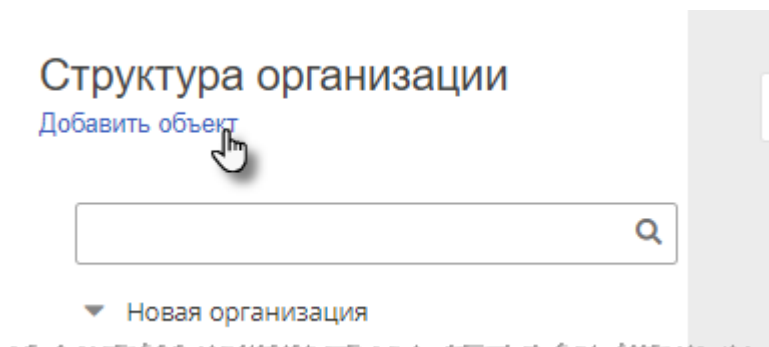 Структура организации
Добавить объект
Новая организация